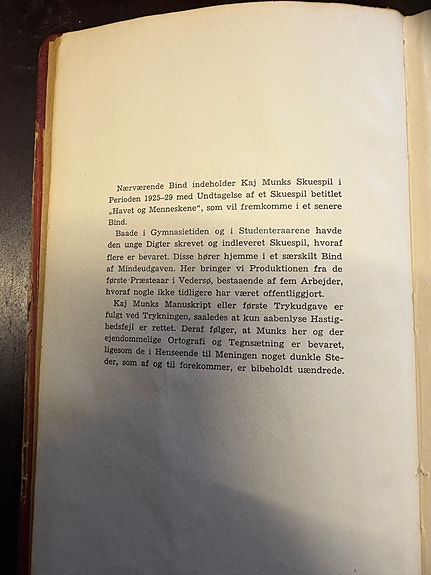 Nærværende Bind indeholder Kaj Munks Skuespil i
Perioden 1925-29 med Undtagelse af et Skuespil betitlet
„Havet og Menneskene“, som vil fremkomme i et senere
Bind.
Baade i Gymnasietiden og i Studenteraarene havde
den unge Digter skrevet og indleveret Skuespil, hvoraf
flere er bevaret. Disse hører hjemme i et særskilt Bind
af Mindeudgaven. Her bringer vi Produktionen fra de
første Præsteaar i Vedersø, bestaaende af fem Arbejder,
hvoraf nogle ikke tidligere har været offentliggjort.
Kaj Munks Manuskript eller første Trykudgave er
fulgt ved Trykningen, saaledes at kun aabenlyse Hastig-
hedsfejl er rettet. Deraf følger, at Munks her og der
ejendommelige Ortografi og Tegnsætning er bevaret,
ligesom de i Henseende til Meningen noget dunkle Ste-
der, som af og til forekommer, er bibeholdt uændrede.